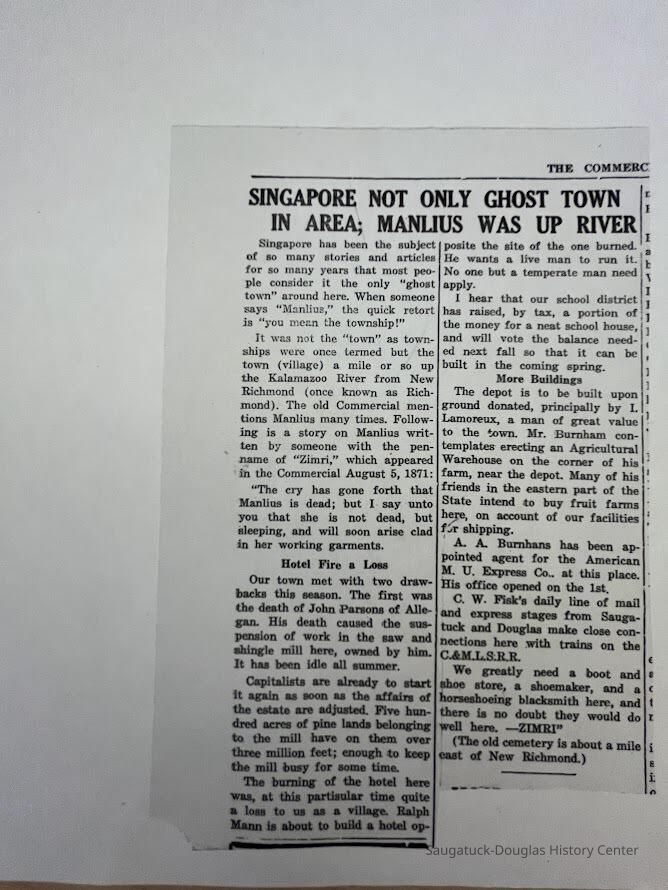 THE COMMERC
SINGAPORE NOT ONLY GHOST TOWN
IN AREA; MANLIUS WAS UP RIVER
Singapore has been the subject
of so many stories and articles
for so many years that most peo-
ple consider it the only "ghost
town" around here. When someone
says "Manlius," the quick retort
is "you mean the township!"
It was not the "town" as town-
ships were once termed but the
town (village) a mile or so up
the Kalamazoo River from New
Richmond (once known as Rich-
mond). The old Commercial men-
tions Manlius many times. Follow-
ing is a story on Manlius writ-
ten by someone with the pen-
name of "Zimri," which appeared
in the Commercial August 5, 1871:
"The cry has gone forth that
Manlius is dead; but I say unto
you that she is not dead, but
sleeping, and will soon arise clad
in her working garments.
Hotel Fire a Loss
Our town met with two draw-
backs this season. The first was
the death of John Parsons of Alle-
gan. His death caused the sus-
pension of work in the saw and
shingle mill here, owned by him.
It has been idle all summer.
Capitalists are already to start
it again as soon as the affairs of
the estate are adjusted. Five hun-
dred acres of pine lands belonging
to the mill have on them over
three million feet; enough to keep
the mill busy for some time.
The burning of the hotel here
was, at this partisular time quite
a loss to us as a village. Ralph
Mann is about to build a hotel op-
posite the site of the one burned.
He wants a live man to run it.
No one but a temperate man need
apply.
I hear that our school district
has raised, by tax, a portion of
the money for a neat school house,
and will vote the balance need-
ed next fall so that it can be
built in the coming spring.
More Buildings
The depot is to be built upon
ground donated, principally by I.
Lamoreux, a man of great value
to the town. Mr. Burnham con-
templates erecting an Agricultural
Warehouse on the corner of his
farm, near the depot. Many of his
friends in the eastern part of the
State intend to buy fruit farms
here, on account of our facilities
for shipping.
A. A. Burnhans has been ap-
pointed agent for the American
M. U. Express Co.. at this place.
His office opened on the 1st.
C. W. Fisk's daily line of mail
and express stages from Sauga-
tuck and Douglas make close con-
nections here with trains on the
C.&M.L.S.R.R.
We greatly need a boot and
shoe store, a shoemaker, and a
horseshoeing blacksmith here, and
there is no doubt they would do
well here. —ZIMRI"
(The old cemetery is about a mile
east of New Richmond.)
Saugatuck-Douglas History Center